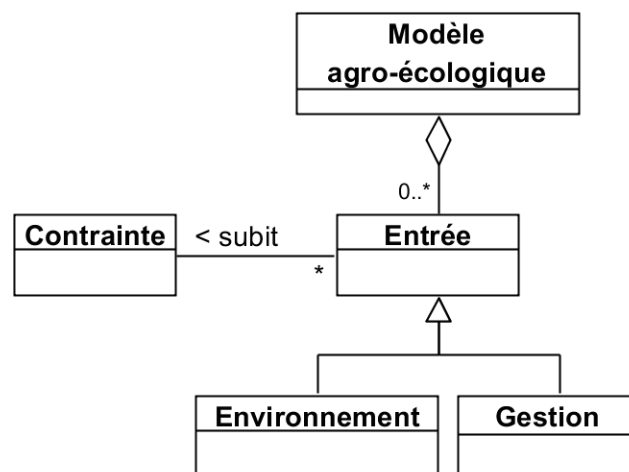 Modèle
agro-écologique
0..*
Contrainte
< subit
*
Entrée
Environnement
Gestion